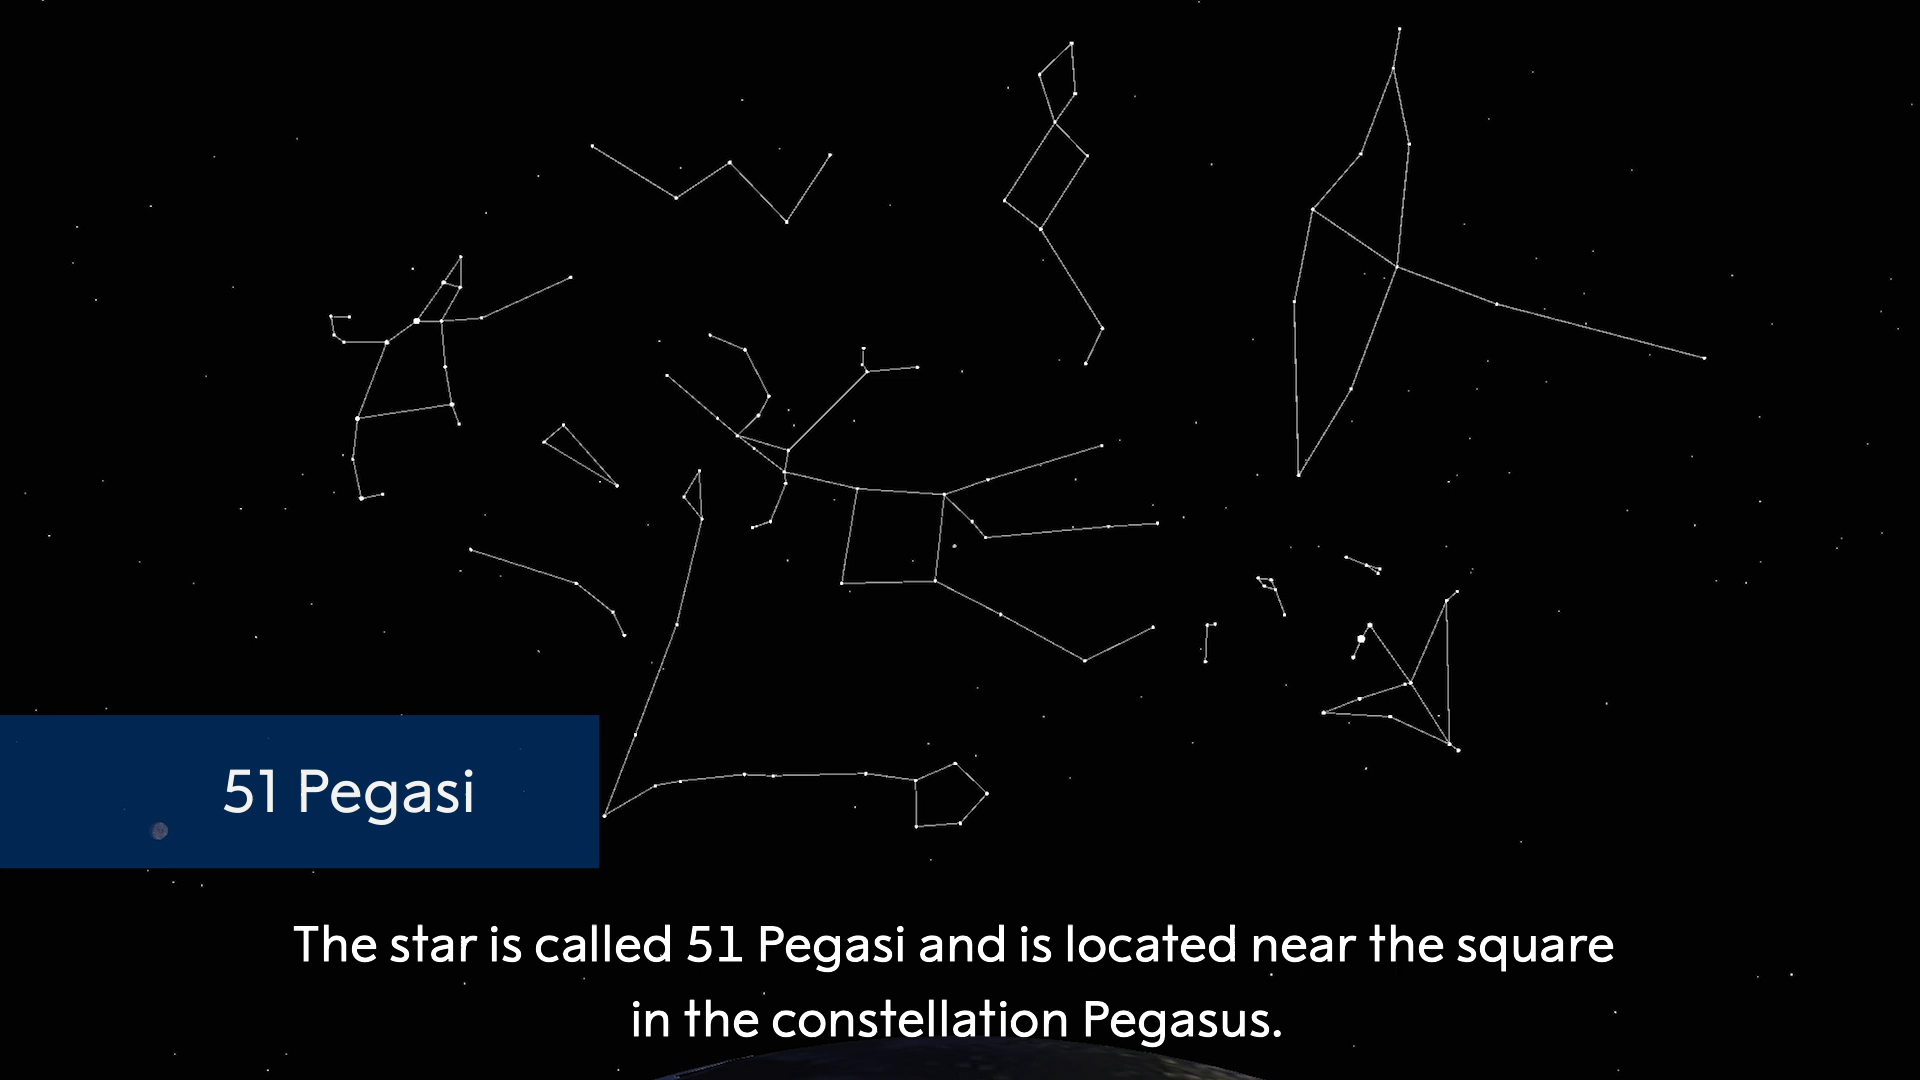 51 Pegasi
The star is called 51 Pegasi and is located near the square
in the constellation Pegasus.